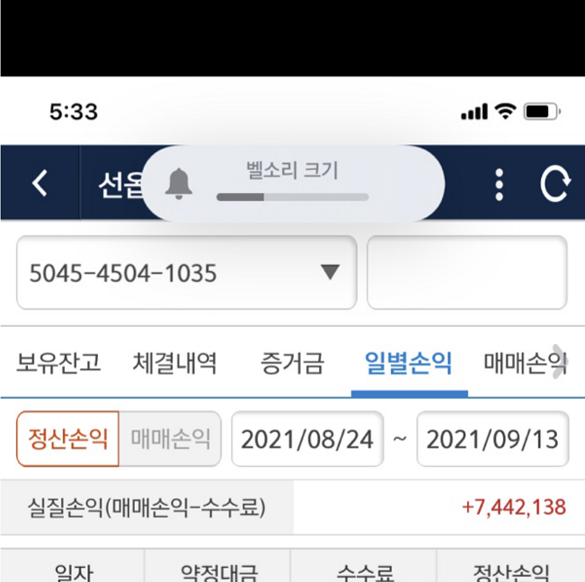 5:33
벨소리 크기
선옵
5045-4504-1035
보유잔고 체결내역 증거금 일별손익 매매손익
정산손익 매매손익 2021/08/24 ~ 2021/09/13
실질손익(매매손익-수수료) +7,442,138
일자 약정대금 수수료 정산손익